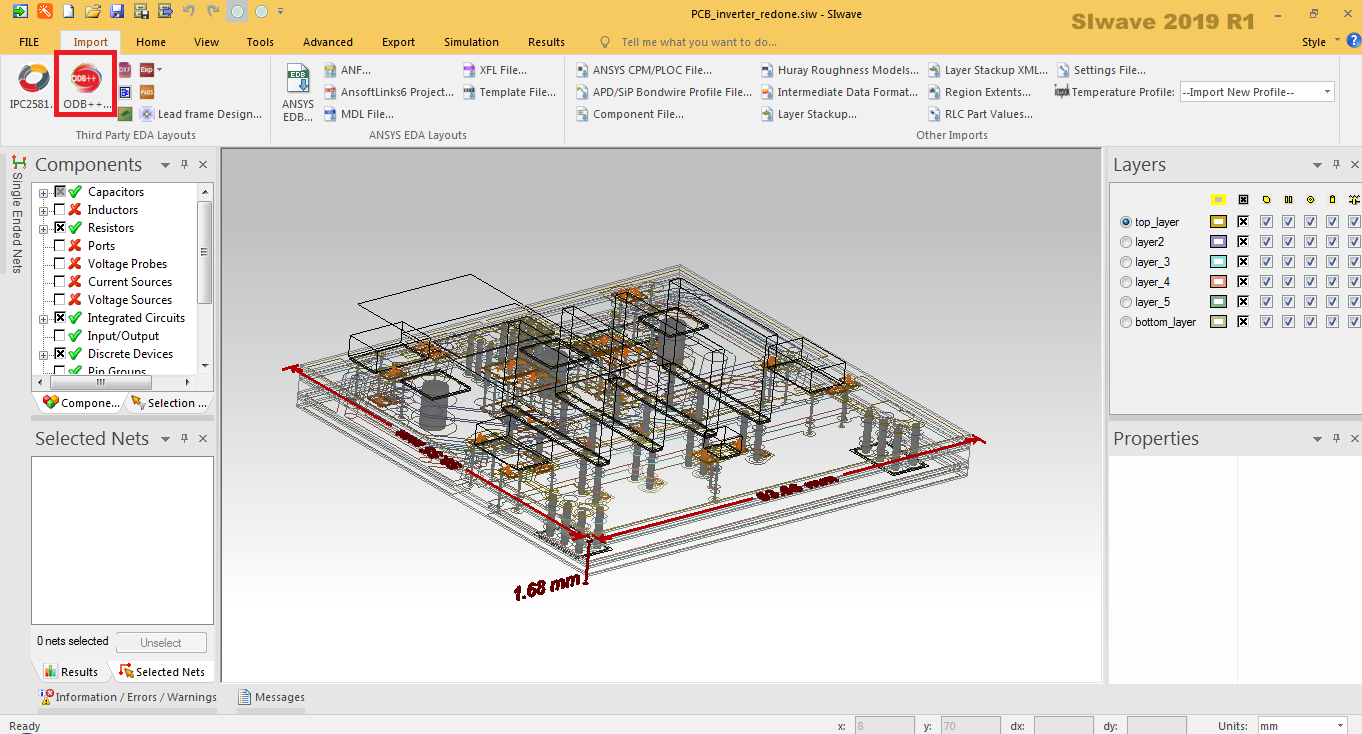 PCB_inverter_redone.siw - SIwave
SIwave 2019 R1
FILE Import Home View Tools Advanced Export Simulation Results Tell me what you want to do... Style
IPC2581...
ODB++
ODB++...
DXF
Exp
PADS
Lead frame Design...
Third Party EDA Layouts
EDB
ANSYS
EDB...
ANF...
AnsoftLinks6 Project...
MDL File...
XFL File...
Template File...
ANSYS EDA Layouts
ANSYS CPM/PLOC File...
APD/SiP Bondwire Profile File...
Component File...
Huray Roughness Models...
Intermediate Data Format...
Layer Stackup...
Layer Stackup XML...
Region Extents...
RLC Part Values...
Settings File...
Temperature Profile: --Import New Profile--
Other Imports
Single Ended Nets
Components
Capacitors
Inductors
Resistors
Ports
Voltage Probes
Current Sources
Voltage Sources
Integrated Circuits
Input/Output
Discrete Devices
Pin Groups
Compone...
Selection ...
Selected Nets
0 nets selected
Unselect
Results
Selected Nets
1.68 mm
Layers
top_layer
layer2
layer_3
layer_4
layer_5
bottom_layer
Properties
Information / Errors / Warnings
Messages
Ready
x: 8 y: 70 dx: dy: Units: mm